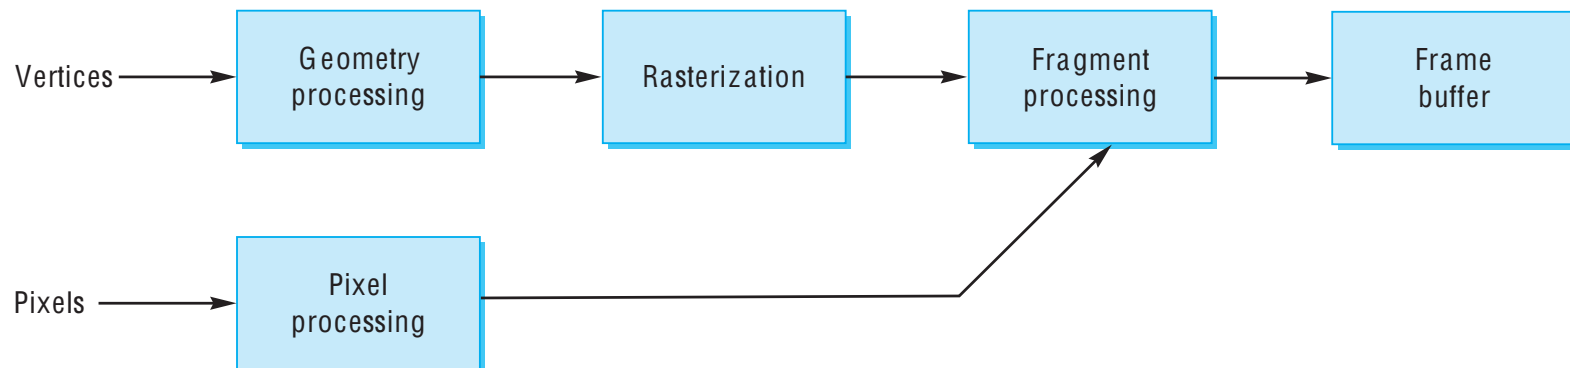 Vertices
Geometry
processing
Rasterization
Fragment
processing
Frame
buffer
Pixels
Pixel
processing